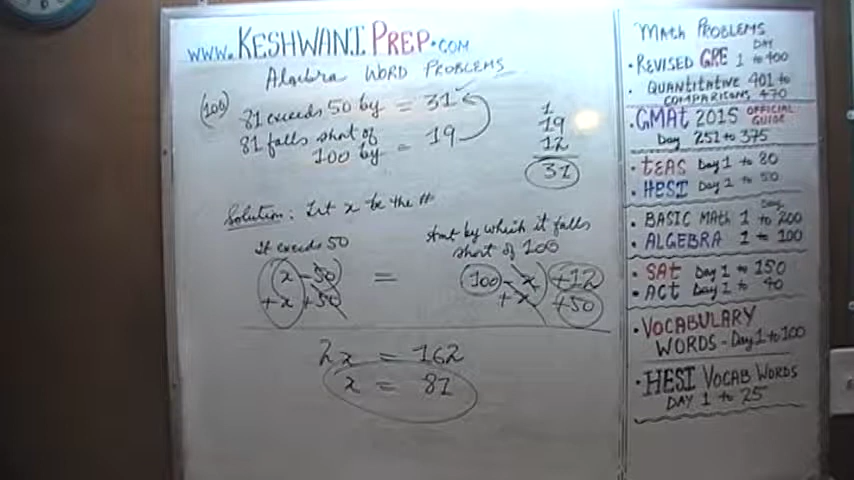 www.KESHWANIPREP.COM
Algebra WORD PROBLEMS
(100)
81 exceeds 50 by = 31
81 falls short of
100 by = 19
1
19
12
31
Solution: Let x be the #
It exceeds 50
Amt by which it falls
short of 100
(x - 50) = (100 - x) + 12
+x +50 +x +50
2x = 162
x = 81
MATH PROBLEMS
DAY
• REVISED GRE 1 to 400
• QUANTITATIVE 401 to
COMPARISONS 470
• GMAT 2015 OFFICIAL GUIDE
Day 251 to 375
• TEAS Day 1 to 80
• HESI Day 1 to 50
Day
• BASIC MATH 1 to 200
• ALGEBRA 1 to 100
• SAT Day 1 to 150
• ACT Day 1 to 40
• VOCABULARY
WORDS - Day 1 to 100
• HESI VOCAB WORDS
DAY 1 to 25